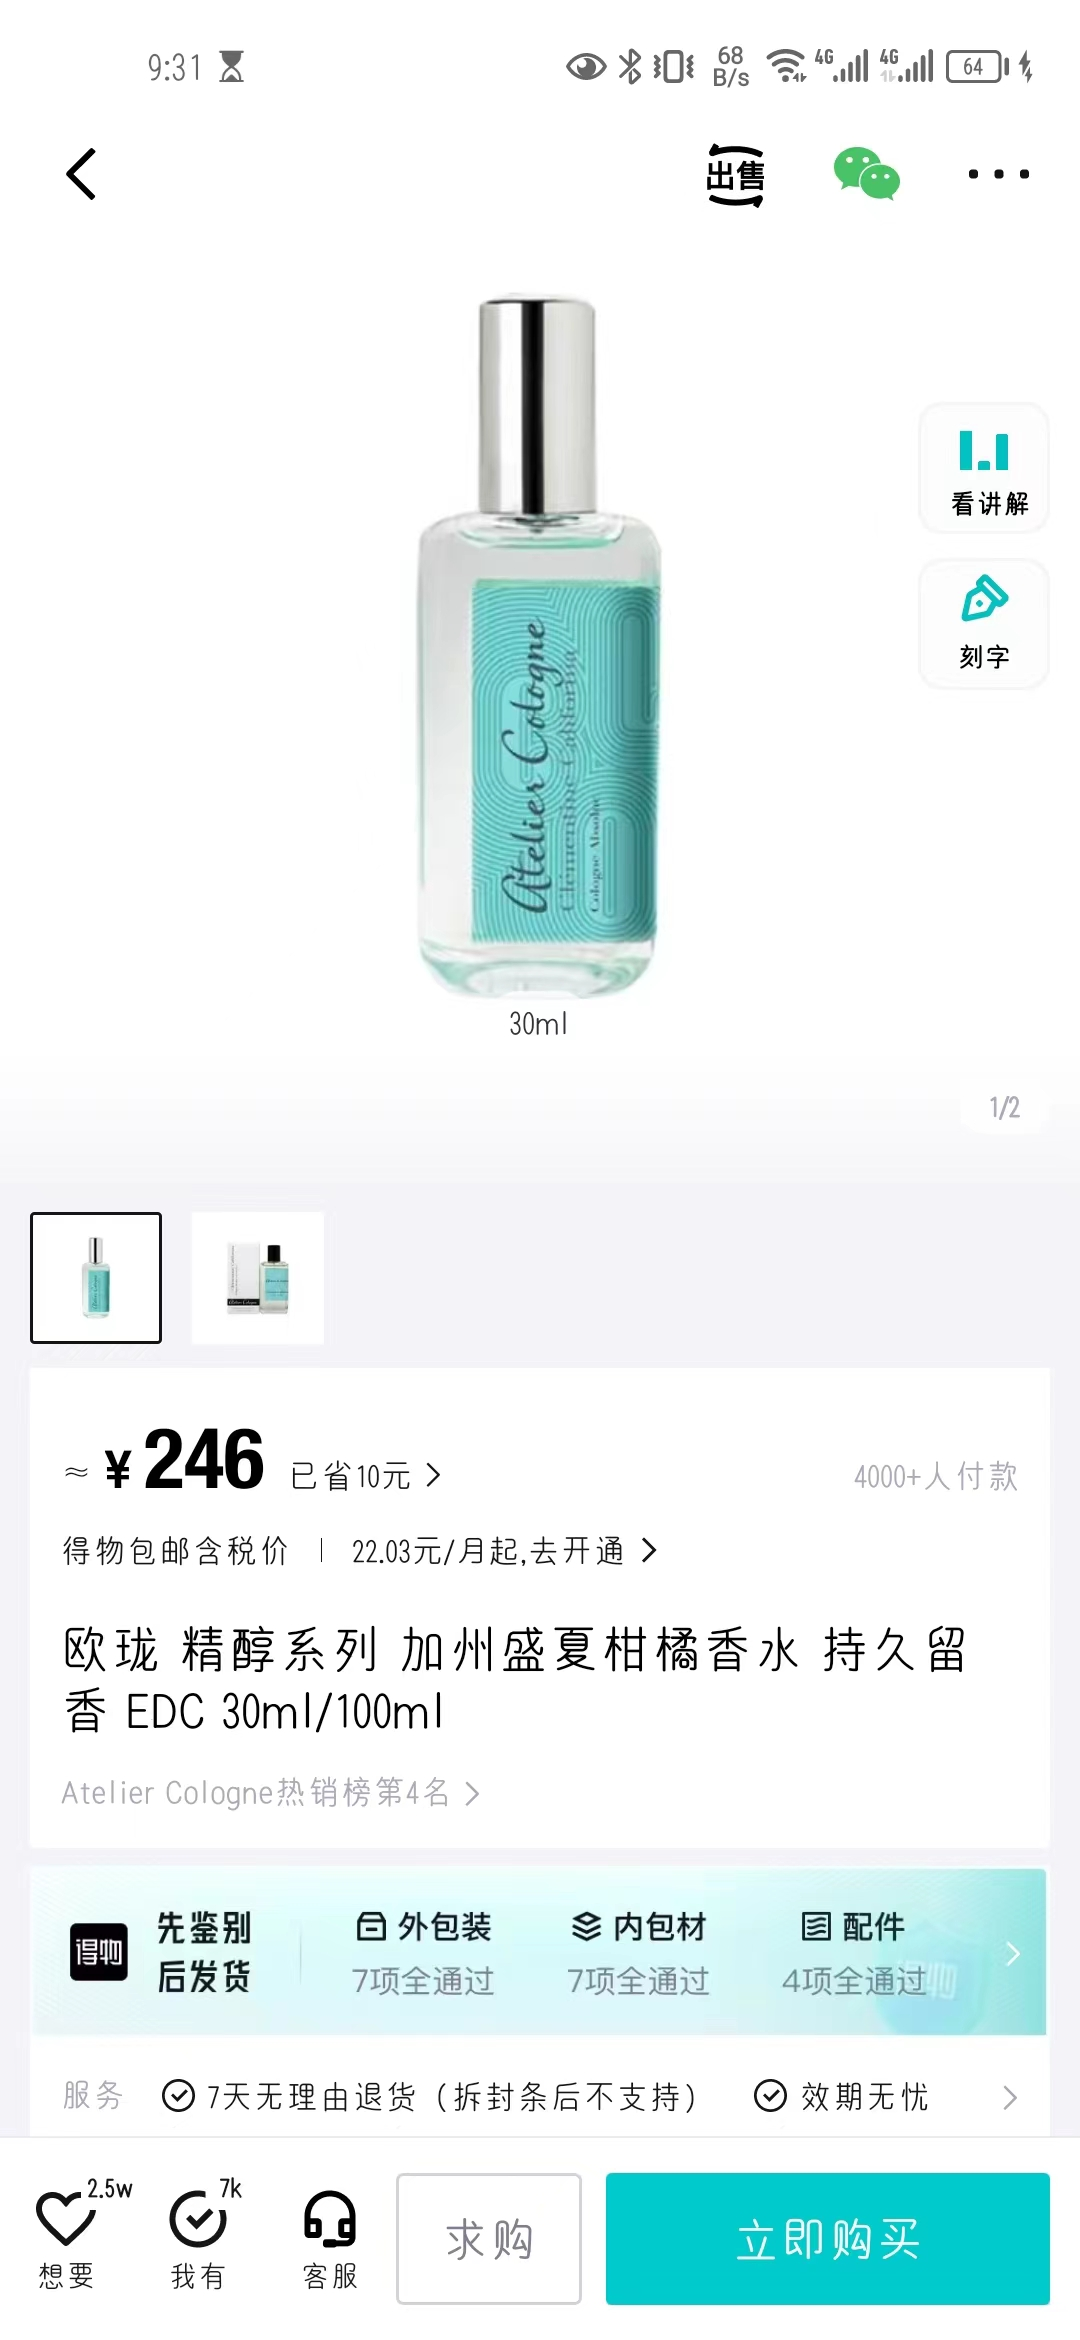 9:31
68
B/s
4G
4G
64
出售
看讲解
刻字
Atelier Cologne
Clémentine California
Cologne Absolue
30ml
1/2
≈ ¥246 已省10元
4000+人付款
得物包邮含税价 | 22.03元/月起,去开通
欧珑 精醇系列 加州盛夏柑橘香水 持久留
香 EDC 30ml/100ml
Atelier Cologne热销榜第4名
得物
先鉴别
后发货
外包装
7项全通过
内包材
7项全通过
配件
4项全通过
服务
7天无理由退货（拆封条后不支持）
效期无忧
2.5w
想要
7k
我有
客服
求购
立即购买